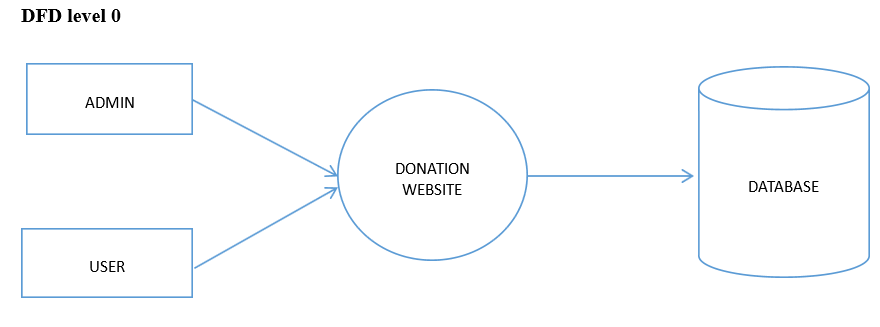 DFD level 0
ADMIN
DONATION
WEBSITE
DATABASE
USER